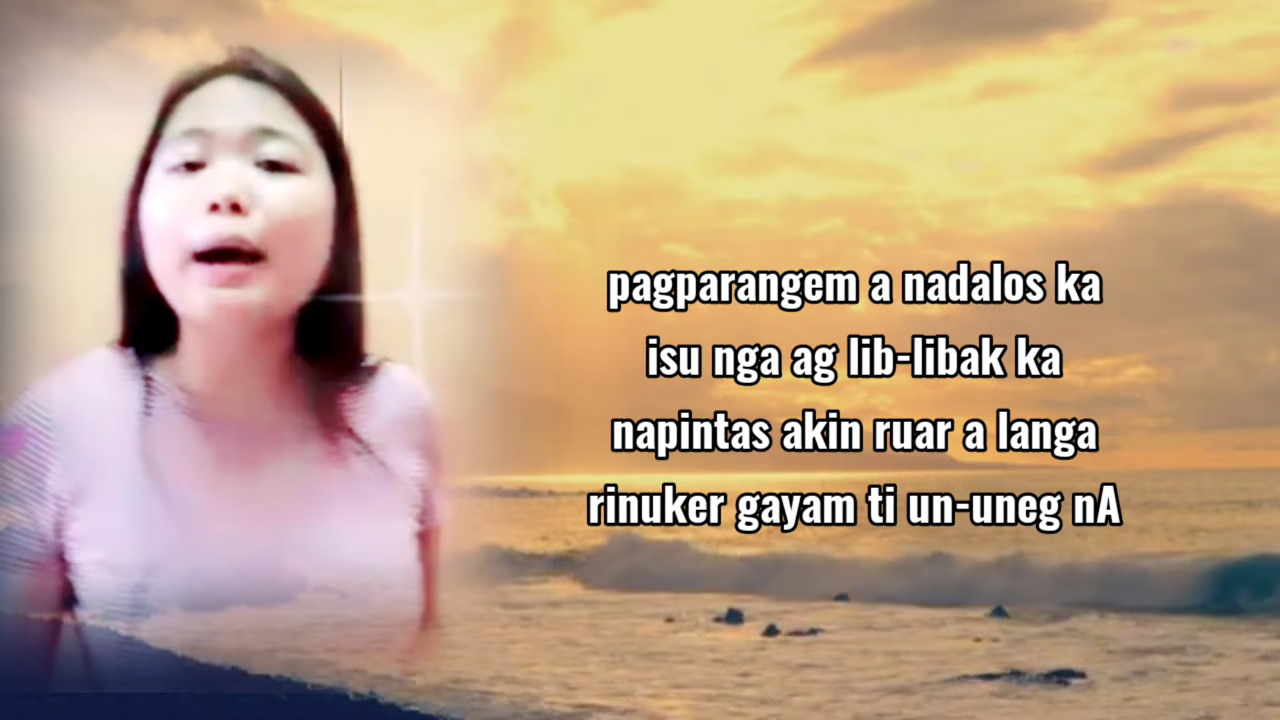 pagparangem a nadalos ka
isu nga ag lib-libak ka
napintas akin ruar a langa
rinuker gayam ti un-uneg nA